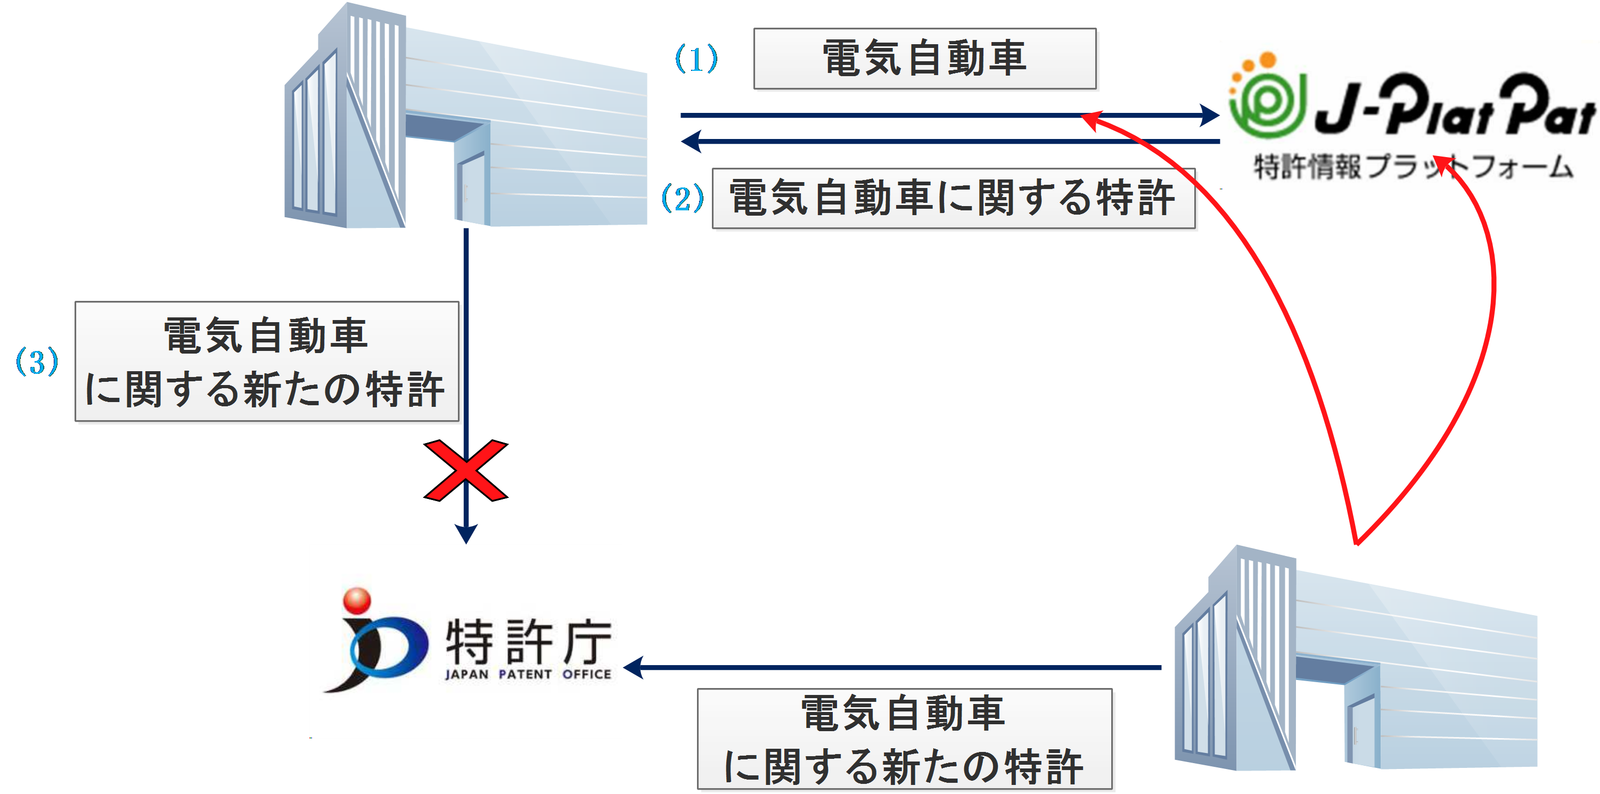 (1)
電気自動車
J-PlatPat
特許情報プラットフォーム
(2)
電気自動車に関する特許
(3)
電気自動車
に関する新たの特許
特許庁
JAPAN PATENT OFFICE
電気自動車
に関する新たの特許